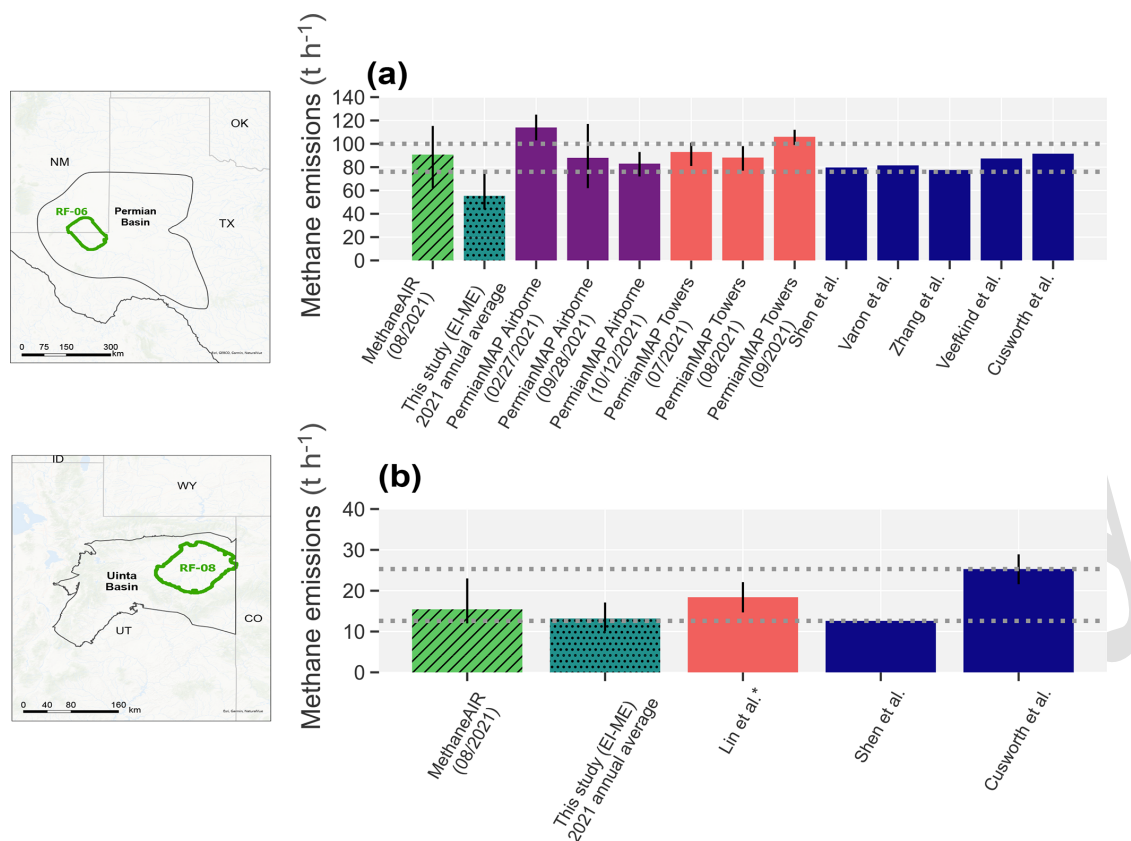 (a)
Methane emissions (t h⁻¹)
140
120
100
80
60
40
20
0
MethaneAIR
(08/2021)
This study (EI-ME)
2021 annual average
PermianMAP Airborne
(02/27/2021)
PermianMAP Airborne
(09/28/2021)
PermianMAP Airborne
(10/12/2021)
PermianMAP Towers
(07/2021)
PermianMAP Towers
(08/2021)
PermianMAP Towers
(09/2021)
Shen et al.
Varon et al.
Zhang et al.
Veefkind et al.
Cusworth et al.
OK
NM
RF-06
Permian
Basin
TX
0 75 150 300
km
(b)
Methane emissions (t h⁻¹)
40
30
20
10
0
MethaneAIR
(08/2021)
This study (EI-ME)
2021 annual average
Lin et al.*
Shen et al.
Cusworth et al.
ID
WY
RF-08
Uinta
Basin
UT
CO
0 40 80 160 km